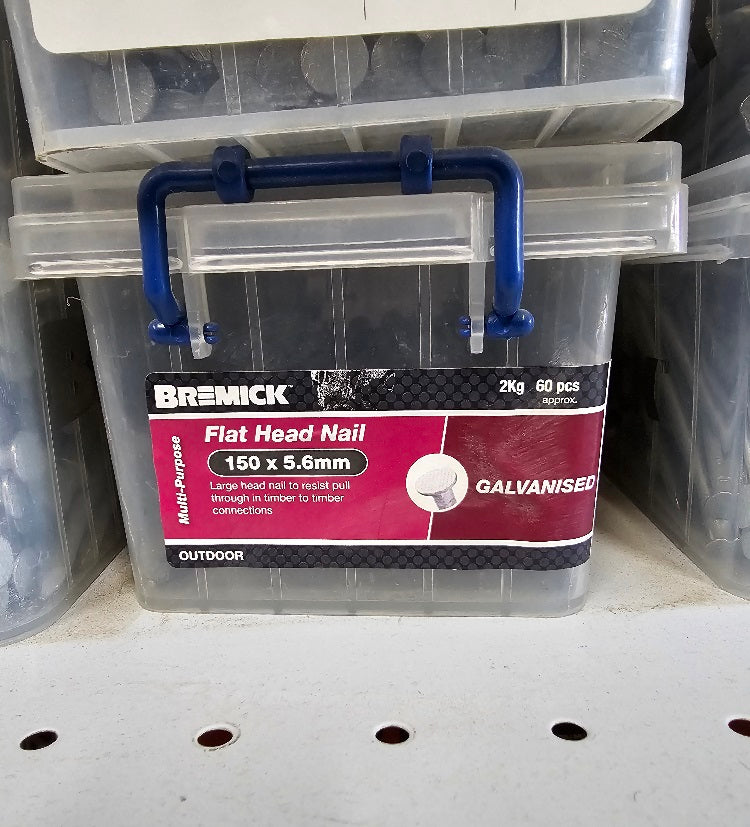 BREMICK™
2Kg 60 pcs
approx.
Multi-Purpose
Flat Head Nail
150 x 5.6mm
Large head nail to resist pull
through in timber to timber
connections
GALVANISED
OUTDOOR